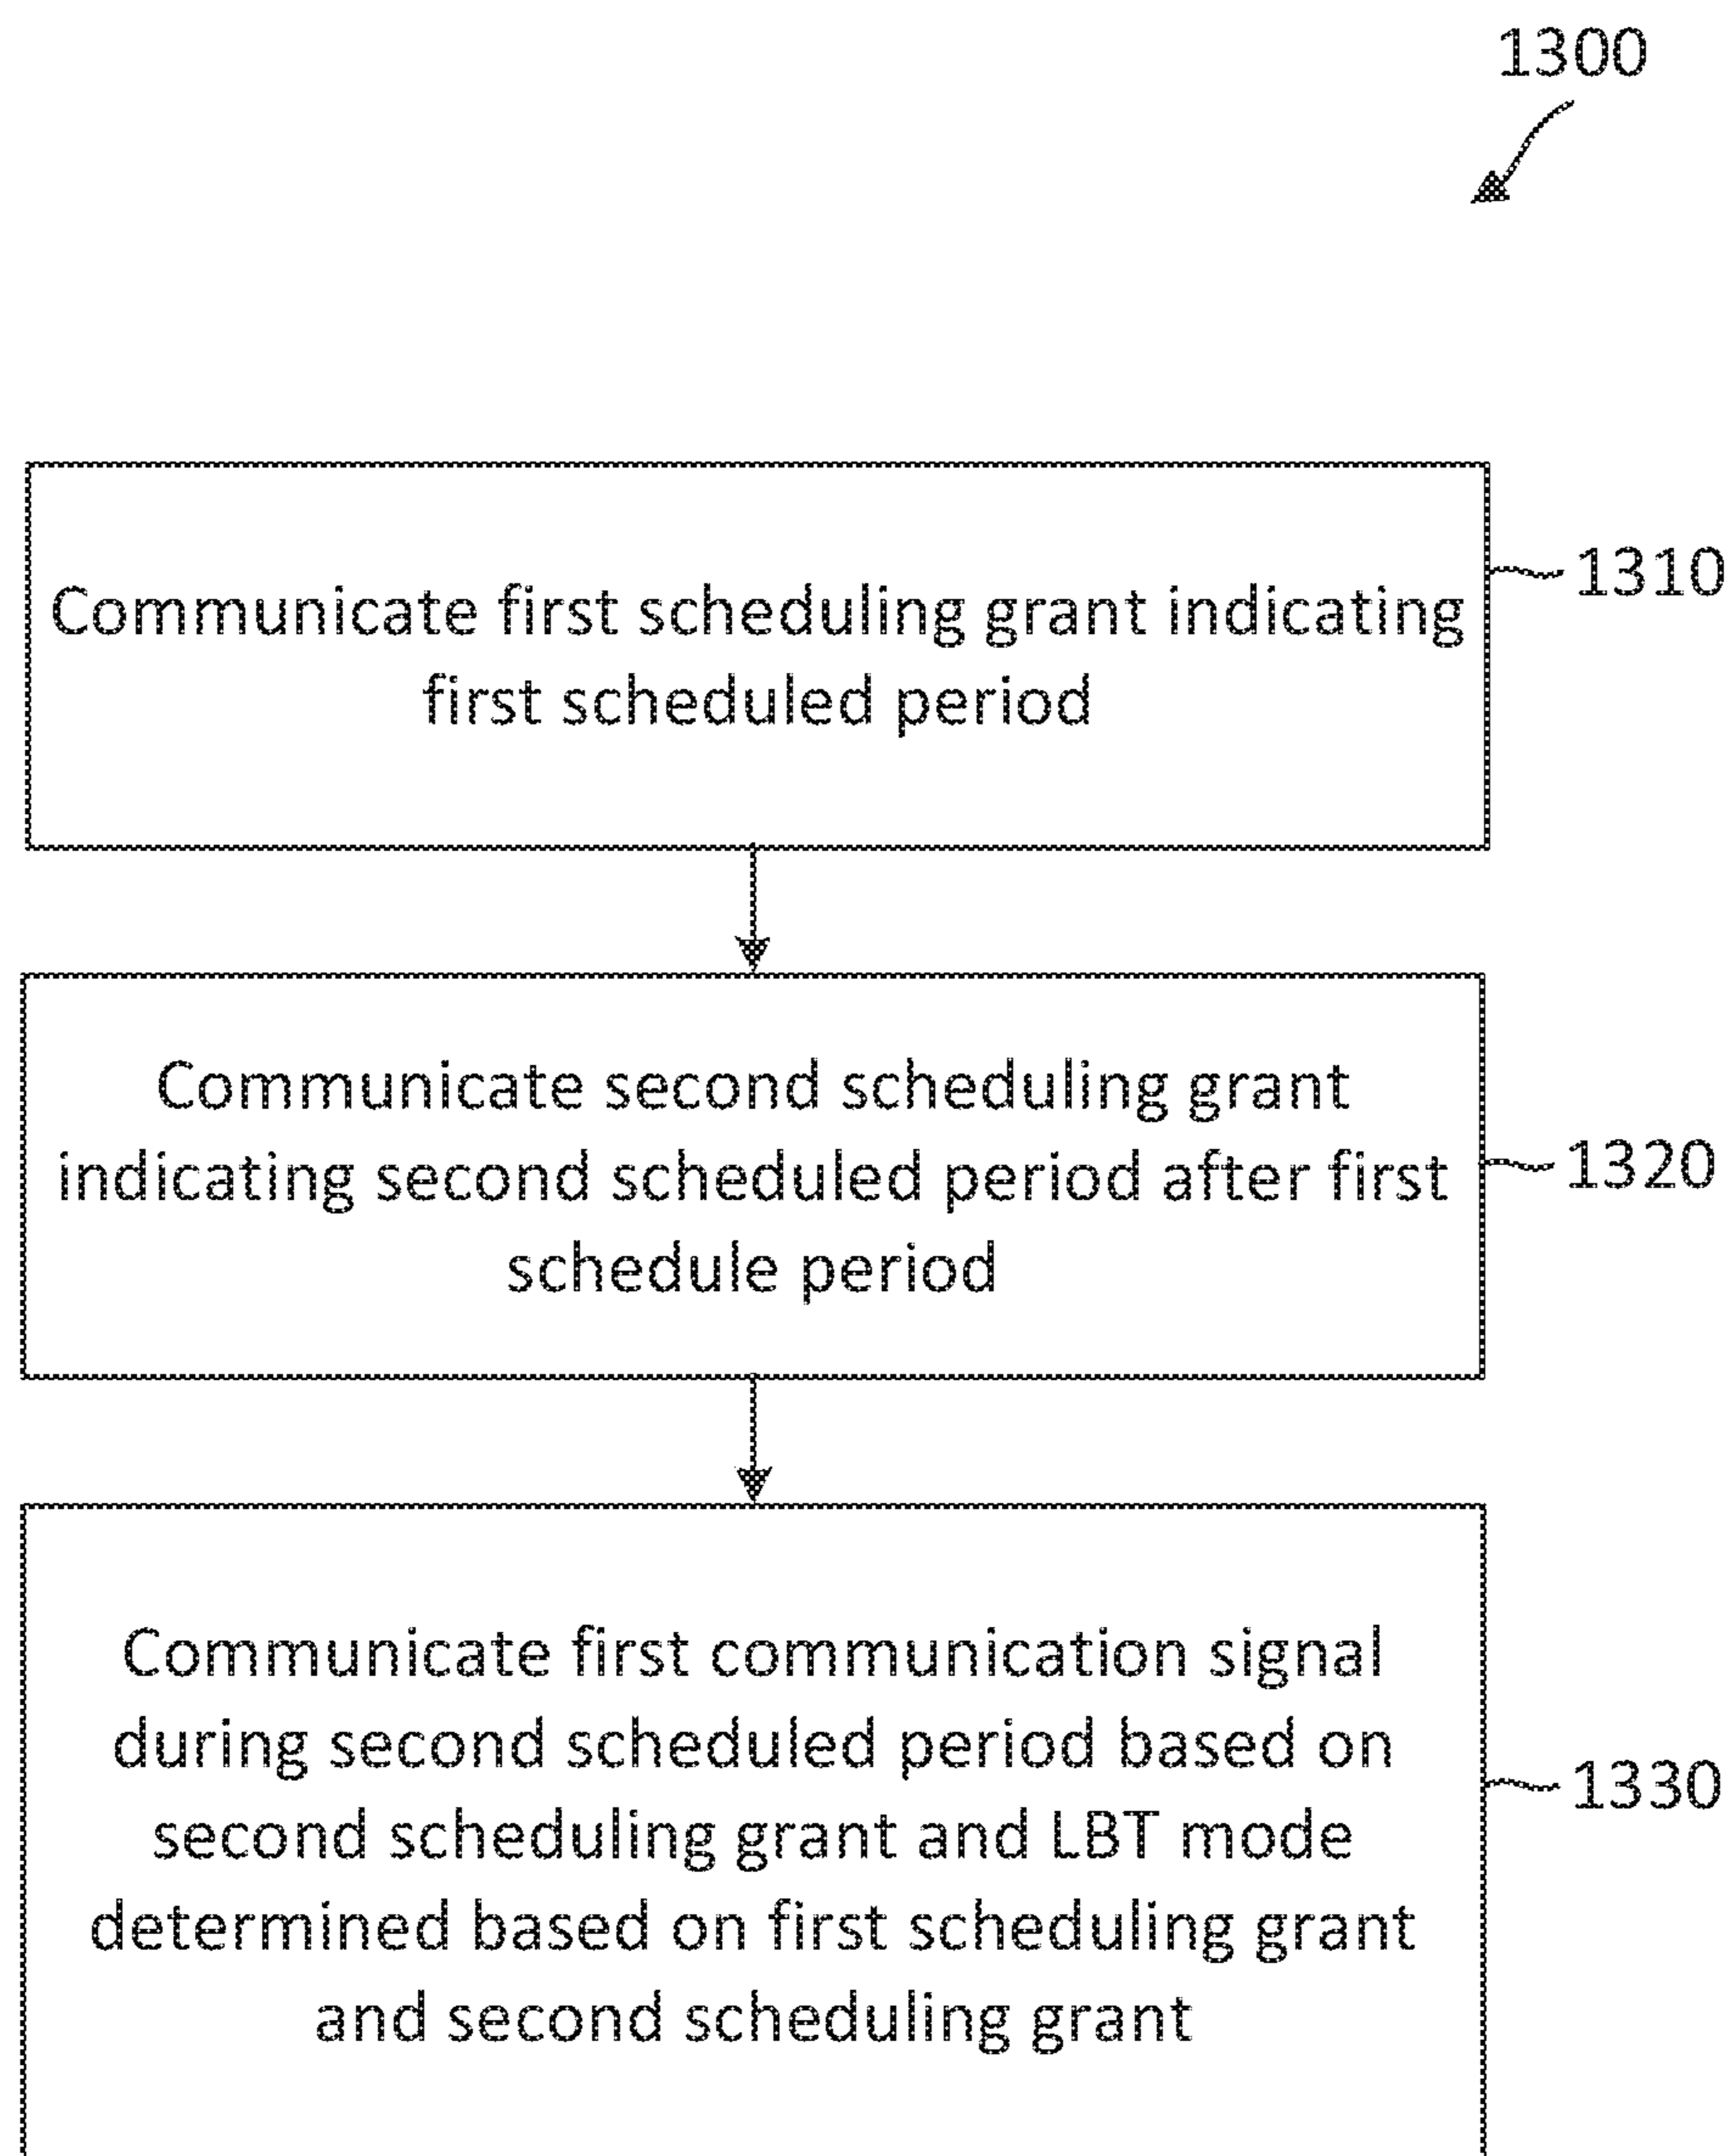 1300
Communicate first scheduling grant indicating
first scheduled period
1310
Communicate second scheduling grant
indicating second scheduled period after first
schedule period
1320
Communicate first communication signal
during second scheduled period based on
second scheduling grant and LBT mode
determined based on first scheduling grant
and second scheduling grant
1330